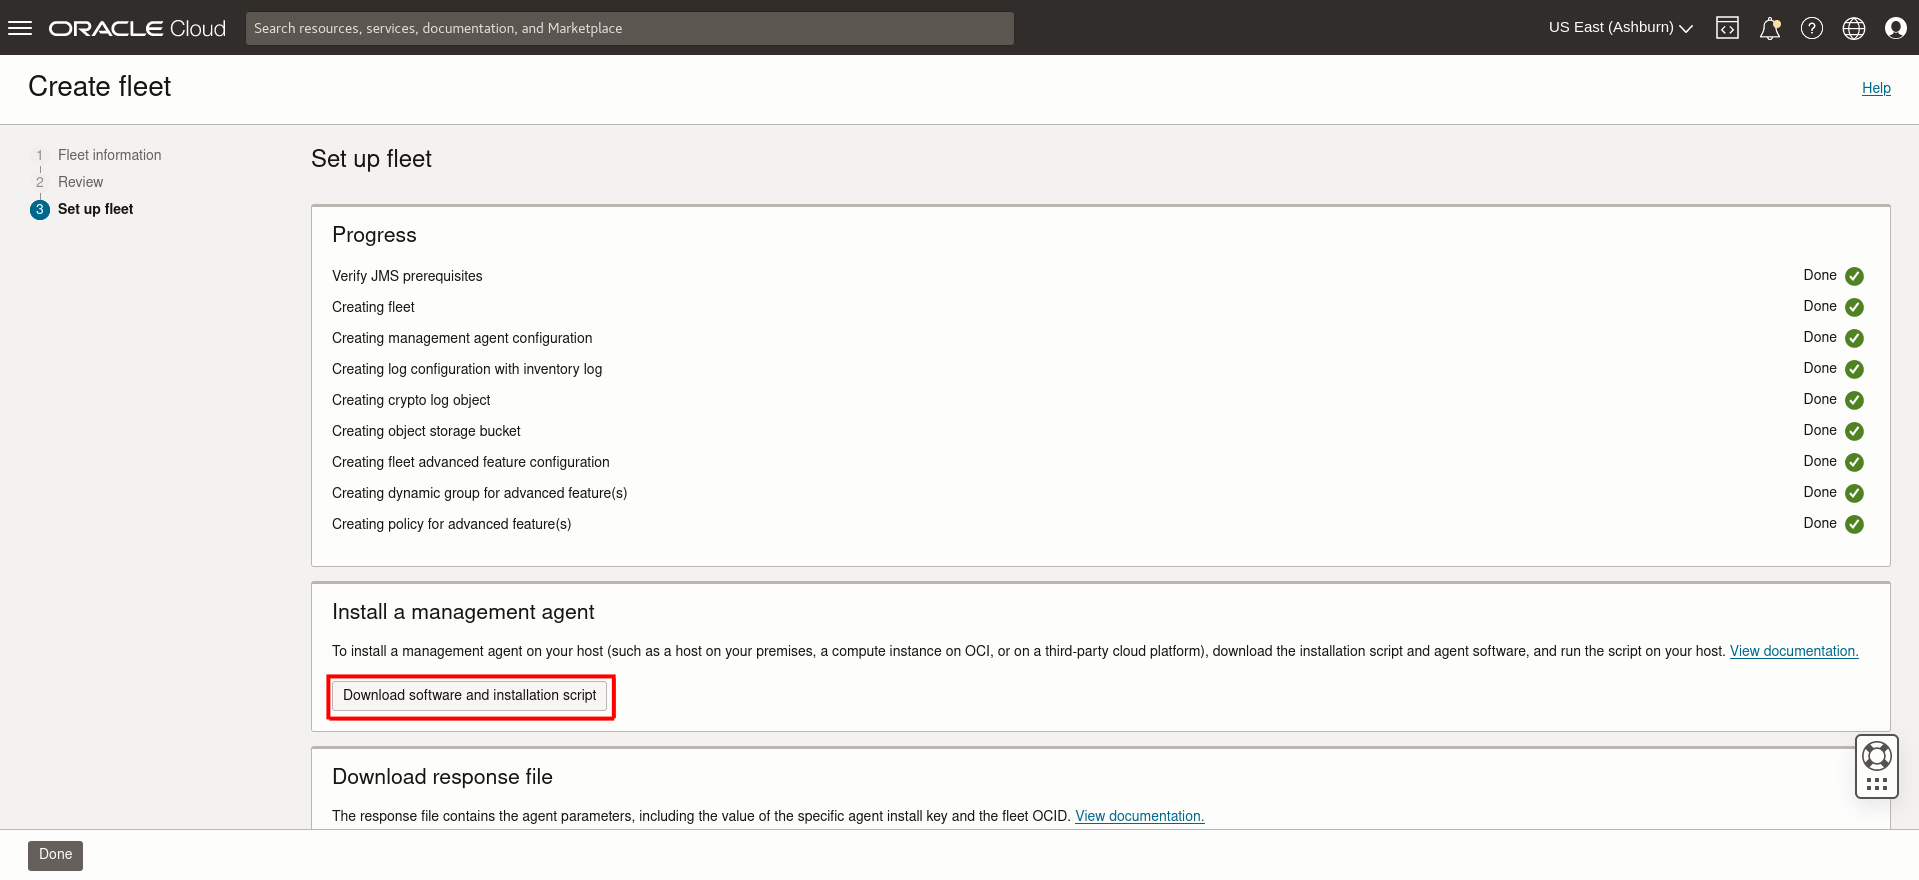 ORACLE Cloud
Search resources, services, documentation, and Marketplace
US East (Ashburn)
Create fleet
Help
1 Fleet information
2 Review
3 Set up fleet
Set up fleet
Progress
Verify JMS prerequisites Done
Creating fleet Done
Creating management agent configuration Done
Creating log configuration with inventory log Done
Creating crypto log object Done
Creating object storage bucket Done
Creating fleet advanced feature configuration Done
Creating dynamic group for advanced feature(s) Done
Creating policy for advanced feature(s) Done
Install a management agent
To install a management agent on your host (such as a host on your premises, a compute instance on OCI, or on a third-party cloud platform), download the installation script and agent software, and run the script on your host. View documentation.
Download software and installation script
Download response file
The response file contains the agent parameters, including the value of the specific agent install key and the fleet OCID. View documentation.
Done